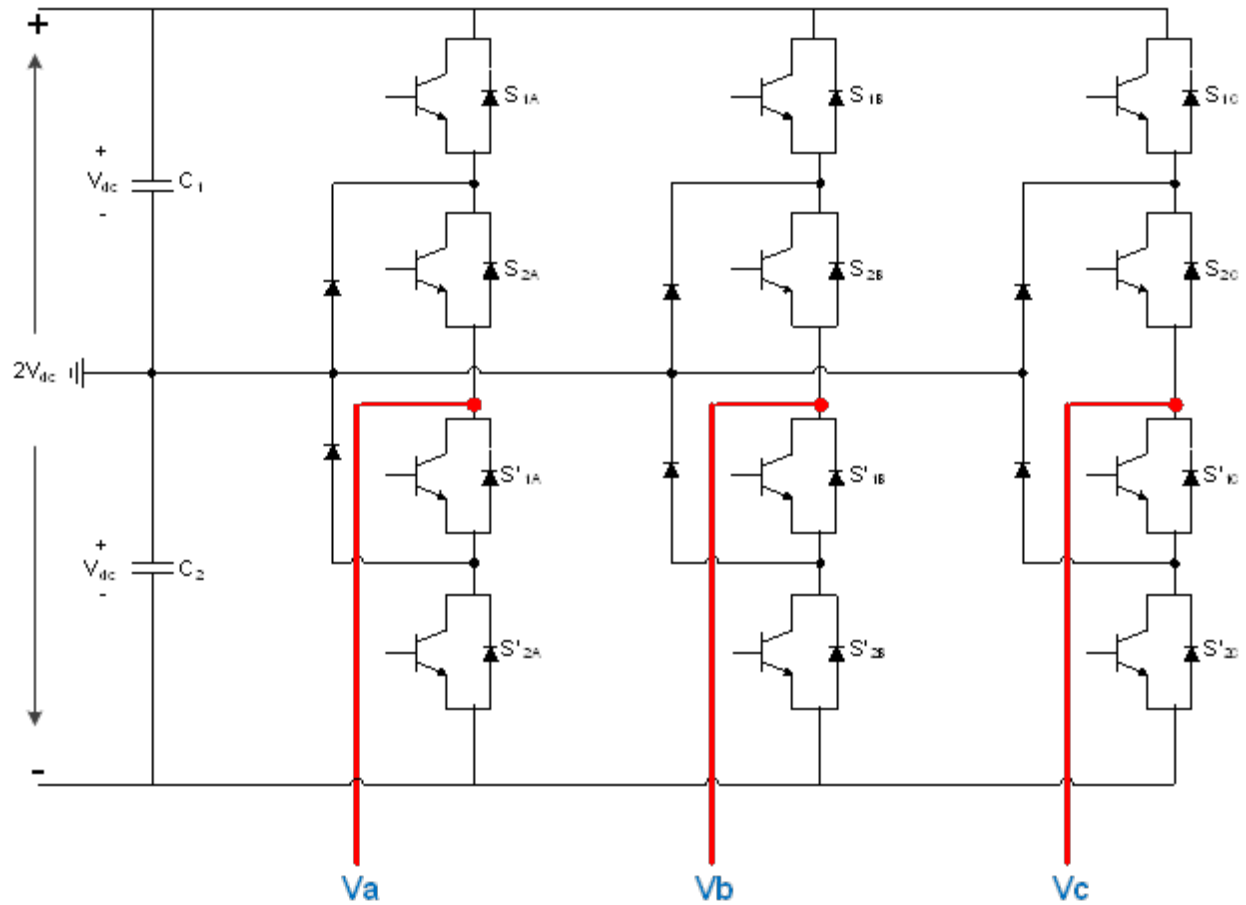 +
S1A
S1B
S1C
+
Vdc
-
C1
S2A
S2B
S2C
2Vdc
S'1A
S'1B
S'1C
+
Vdc
-
C2
S'2A
S'2B
S'2C
-
Va
Vb
Vc